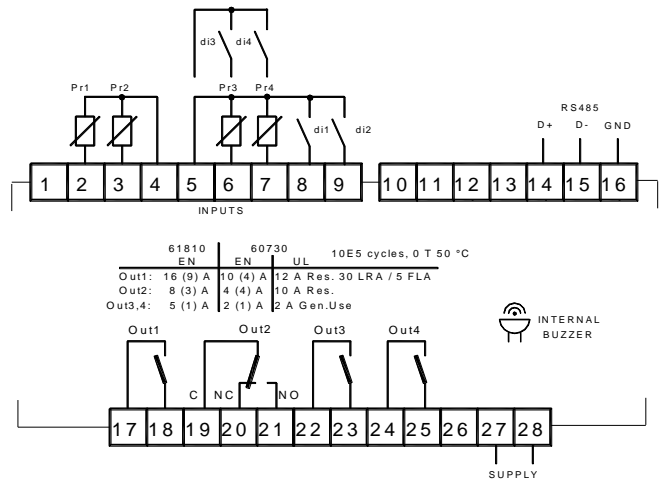 di3 di4
Pr1 Pr2 Pr3 Pr4
di1 di2
RS485
D+ D- GND
1 2 3 4 5 6 7 8 9 10 11 12 13 14 15 16
INPUTS
61810 60730 10E5 cycles, 0 T 50 °C
EN EN UL
Out1: 16 (9) A 10 (4) A 12 A Res. 30 LRA / 5 FLA
Out2: 8 (3) A 4 (4) A 10 A Res.
Out3,4: 5 (1) A 2 (1) A 2 A Gen.Use
INTERNAL
BUZZER
Out1 Out2 Out3 Out4
C NC NO
17 18 19 20 21 22 23 24 25 26 27 28
SUPPLY